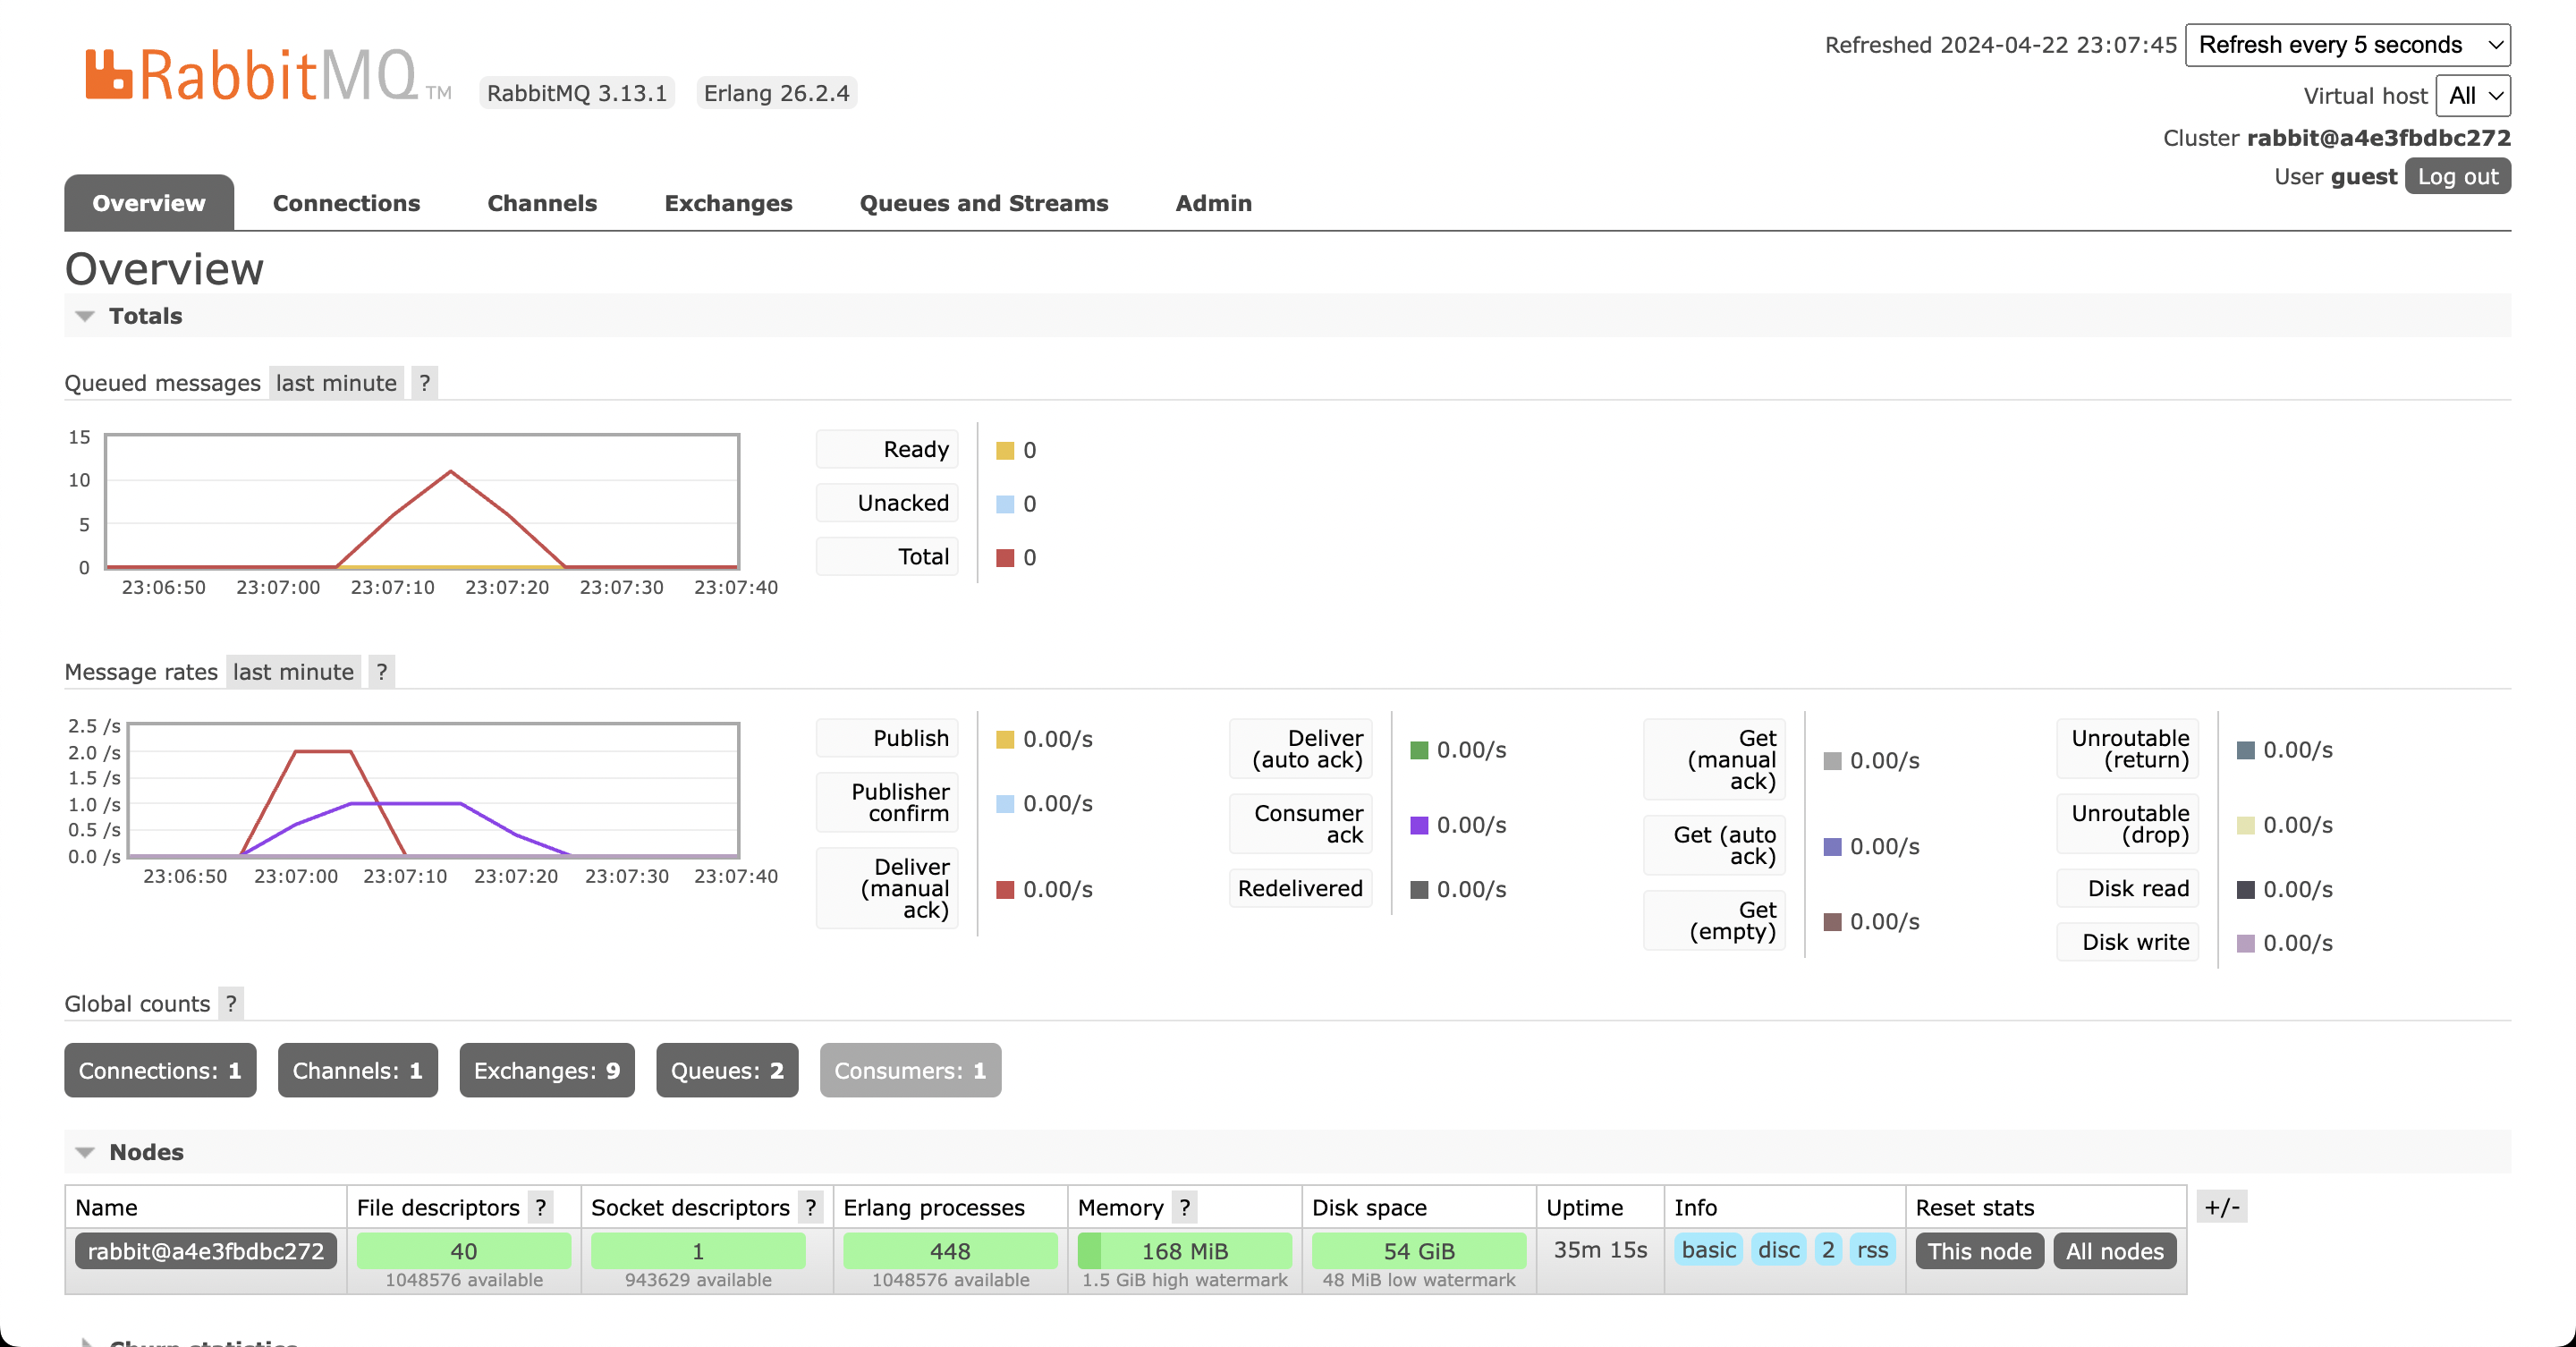 RabbitMQ TM RabbitMQ 3.13.1 Erlang 26.2.4
Refreshed 2024-04-22 23:07:45 Refresh every 5 seconds
Virtual host All
Cluster rabbit@a4e3fbdbc272
User guest Log out
Overview Connections Channels Exchanges Queues and Streams Admin
Overview
Totals
Queued messages last minute ?
15
10
5
0
23:06:50 23:07:00 23:07:10 23:07:20 23:07:30 23:07:40
Ready 0
Unacked 0
Total 0
Message rates last minute ?
2.5 /s
2.0 /s
1.5 /s
1.0 /s
0.5 /s
0.0 /s
23:06:50 23:07:00 23:07:10 23:07:20 23:07:30 23:07:40
Publish 0.00/s
Publisher
confirm 0.00/s
Deliver
(manual
ack) 0.00/s
Deliver
(auto ack) 0.00/s
Consumer
ack 0.00/s
Redelivered 0.00/s
Get
(manual
ack) 0.00/s
Get (auto
ack) 0.00/s
Get
(empty) 0.00/s
Unroutable
(return) 0.00/s
Unroutable
(drop) 0.00/s
Disk read 0.00/s
Disk write 0.00/s
Global counts ?
Connections: 1 Channels: 1 Exchanges: 9 Queues: 2 Consumers: 1
Nodes
Name File descriptors ? Socket descriptors ? Erlang processes Memory ? Disk space Uptime Info Reset stats +/-
rabbit@a4e3fbdbc272 40 1 448 168 MiB 54 GiB 35m 15s basic disc 2 rss This node All nodes
1048576 available 943629 available 1048576 available 1.5 GiB high watermark 48 MiB low watermark
Churn statistics